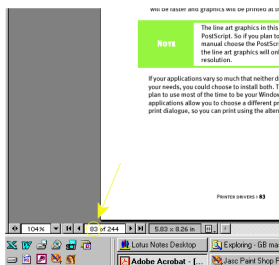 will be faster and graphics will be printed at th
NOTE
The line art graphics in this
PostScript. So if you plan to
manual choose the PostScri
the line art graphics will onl
resolution.
If your applications vary so much that neither d
your needs, you could choose to install both. T
plan to use most of the time to be your Window
applications allow you to choose a different pr
print dialogue, so you can print using the altern
PRINTER DRIVERS › 83
104% 83 of 244 5.83 x 8.26 in
Lotus Notes Desktop Exploring - GB ma
Adobe Acrobat - [... Jasc Paint Shop P